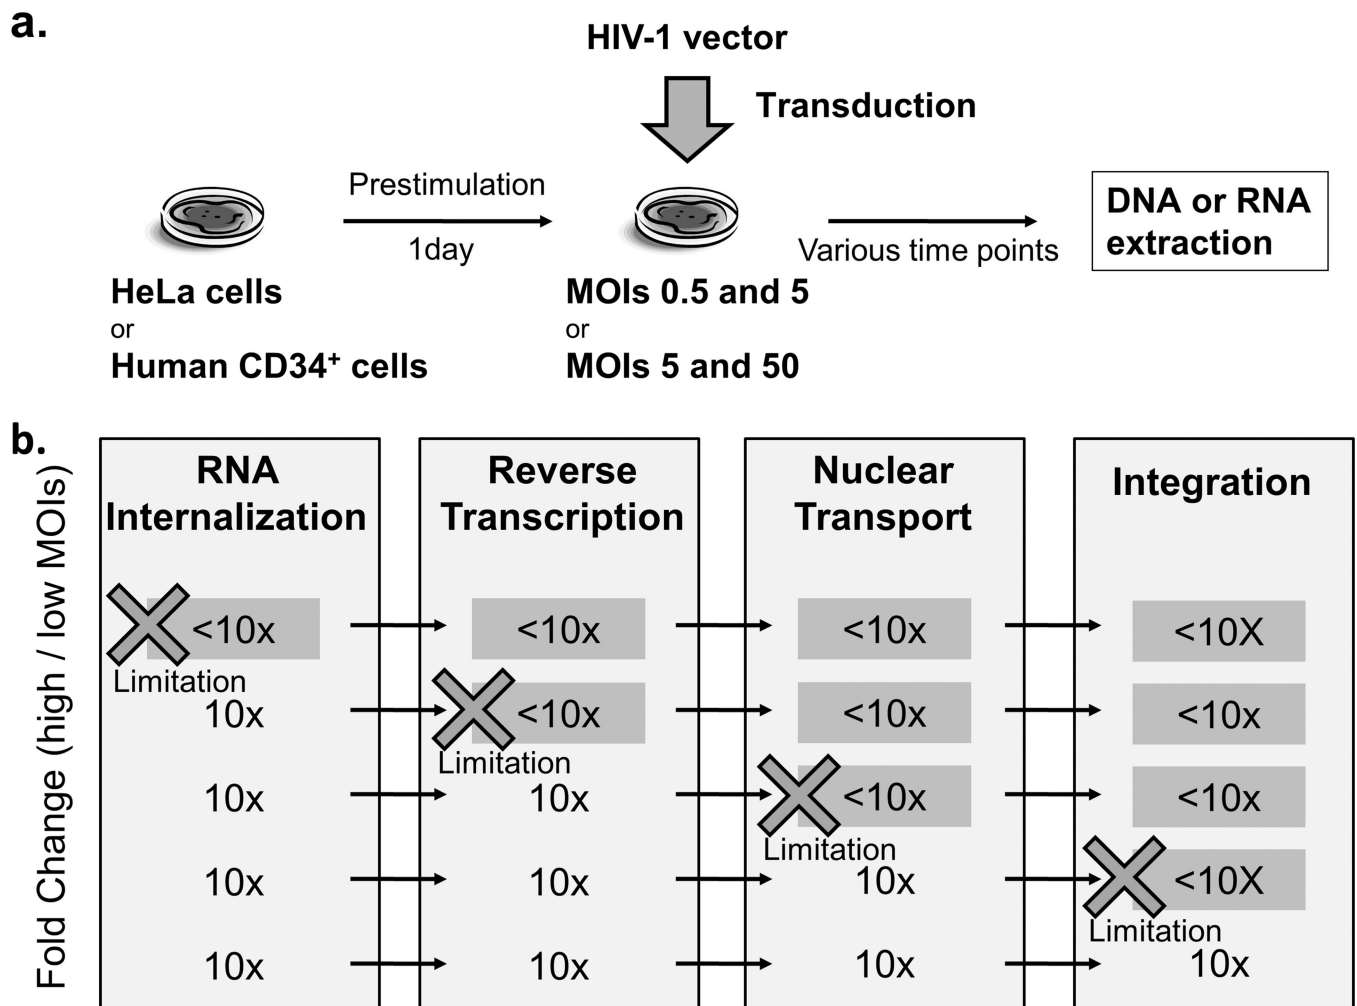 a.
HIV-1 vector
Transduction
Prestimulation
1day
Various time points
DNA or RNA
extraction
HeLa cells
or
Human CD34⁺ cells
MOIs 0.5 and 5
or
MOIs 5 and 50
b.
Fold Change (high / low MOIs)
RNA
Internalization
Reverse
Transcription
Nuclear
Transport
Integration
<10x <10x <10x <10X
Limitation
10x <10x <10x <10x
Limitation
10x 10x <10x <10x
Limitation
10x 10x 10x <10X
Limitation
10x 10x 10x 10x